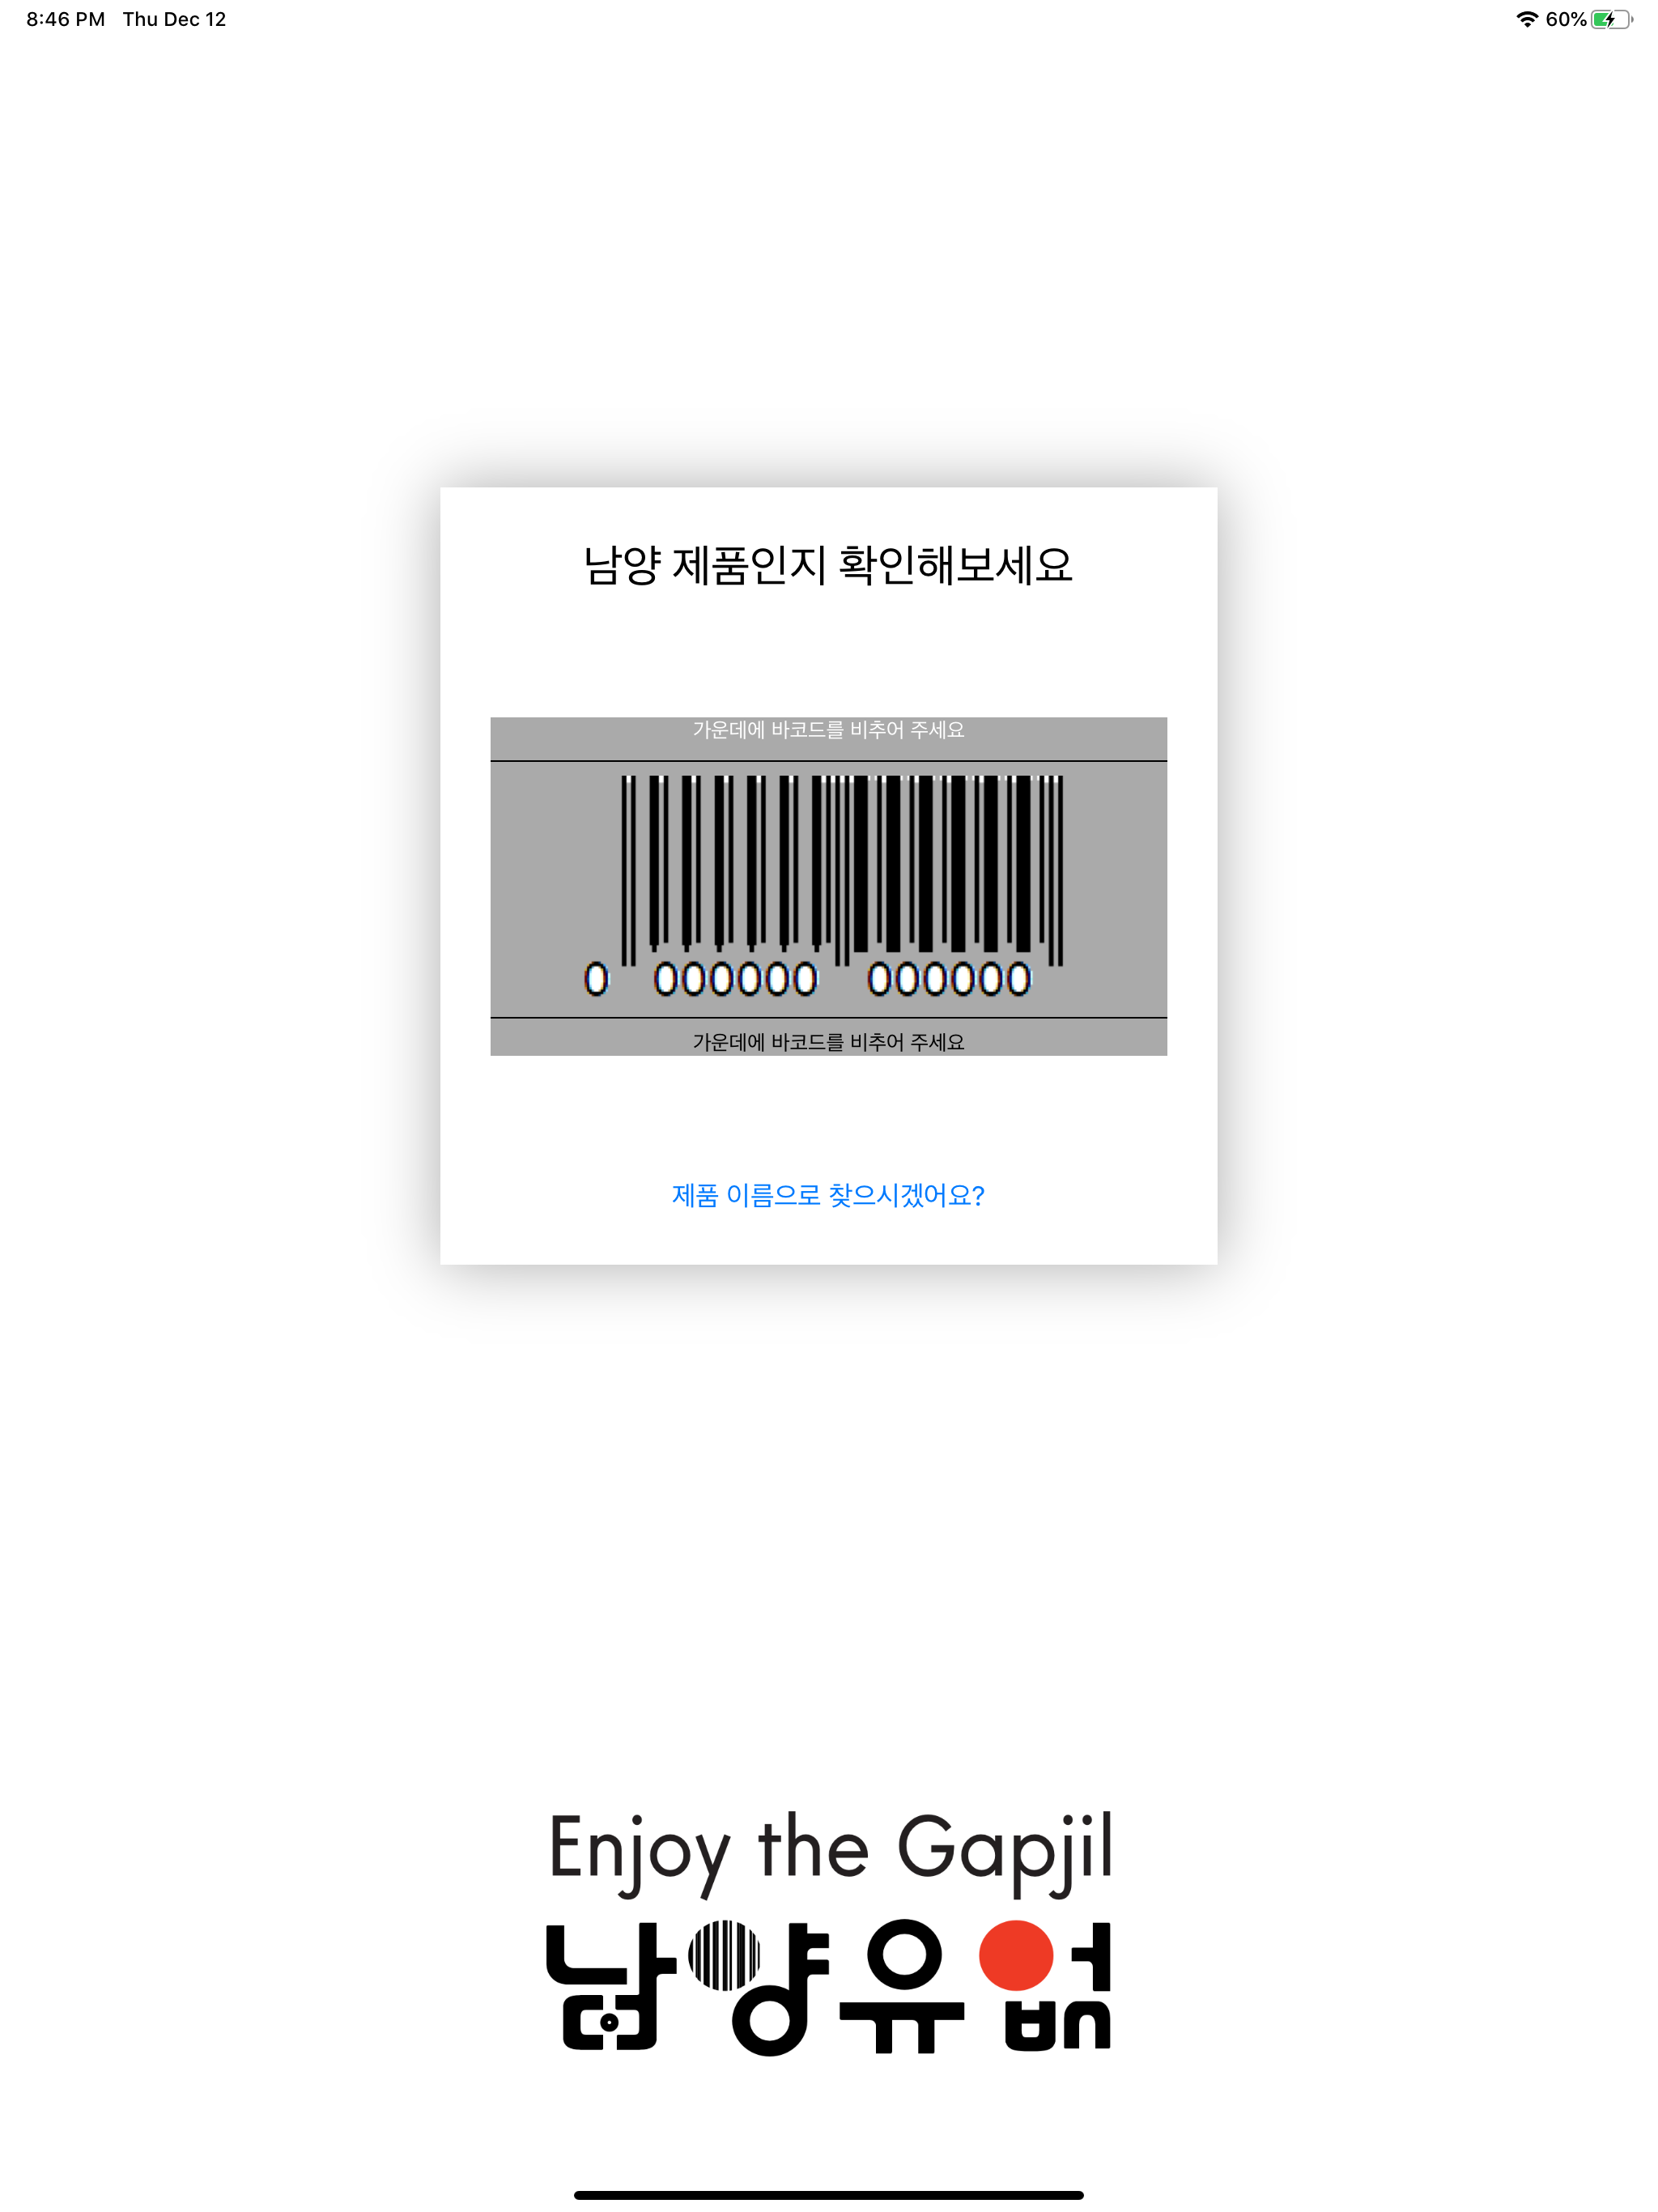 8:46 PM Thu Dec 12
60%
남양 제품인지 확인해보세요
가운데에 바코드를 비추어 주세요
0 000000 000000
가운데에 바코드를 비추어 주세요
제품 이름으로 찾으시겠어요?
Enjoy the Gapjil
남양유없